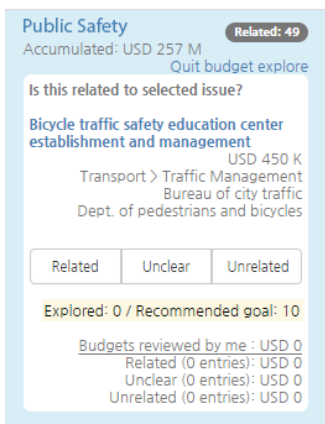 Public Safety
Related: 49
Accumulated: USD 257 M
Quit budget explore
Is this related to selected issue?
Bicycle traffic safety education center
establishment and management
USD 450 K
Transport > Traffic Management
Bureau of city traffic
Dept. of pedestrians and bicycles
Related
Unclear
Unrelated
Explored: 0 / Recommended goal: 10
Budgets reviewed by me : USD 0
Related (0 entries): USD 0
Unclear (0 entries): USD 0
Unrelated (0 entries): USD 0